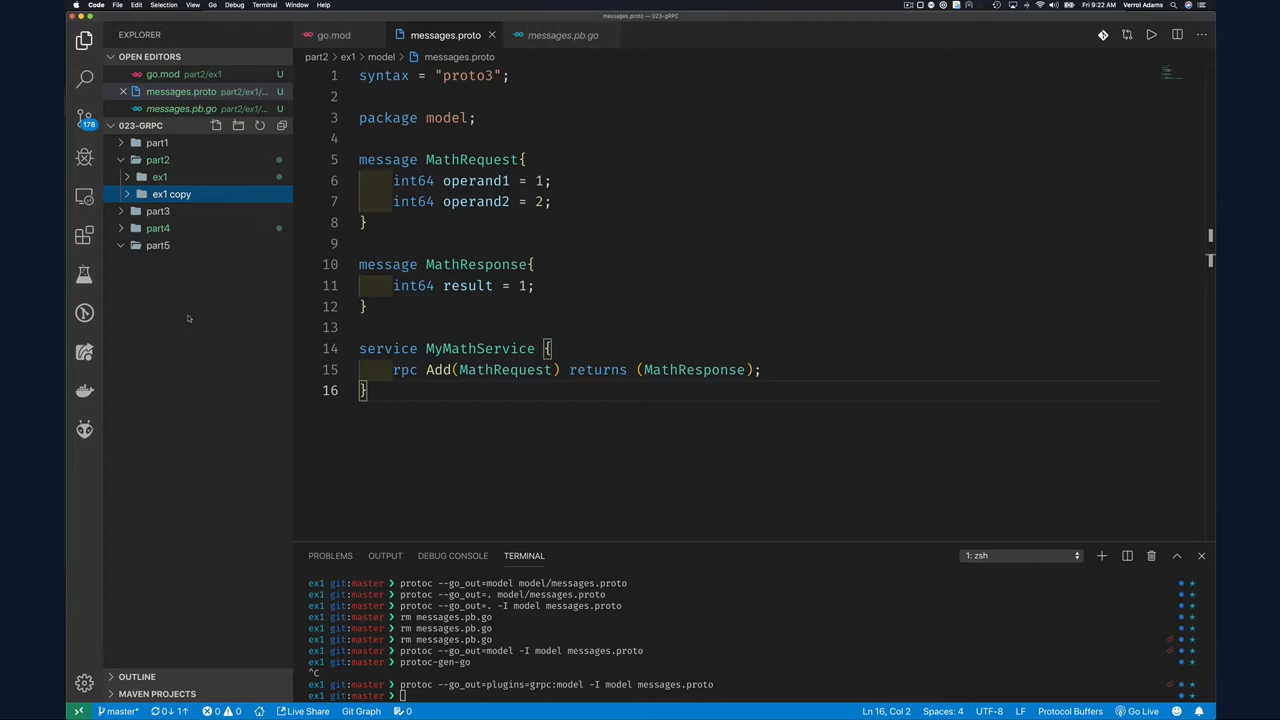 Code File Edit Selection View Go Debug Terminal Window Help
Fri 9:22 AM Verrol Adams
messages.proto — 023-gRPC
EXPLORER
go.mod messages.proto messages.pb.go
OPEN EDITORS
go.mod part2/ex1 U
messages.proto part2/ex1/... U
messages.pb.go part2/ex1/... U
023-GRPC
part1
part2
ex1
ex1 copy
part3
part4
part5
178
part2 > ex1 > model > messages.proto
1 syntax = "proto3";
2
3 package model;
4
5 message MathRequest{
6 int64 operand1 = 1;
7 int64 operand2 = 2;
8 }
9
10 message MathResponse{
11 int64 result = 1;
12 }
13
14 service MyMathService {
15 rpc Add(MathRequest) returns (MathResponse);
16 }
PROBLEMS OUTPUT DEBUG CONSOLE TERMINAL 1: zsh
ex1 git:master ❯ protoc --go_out=model model/messages.proto
ex1 git:master ❯ protoc --go_out=. model/messages.proto
ex1 git:master ❯ protoc --go_out=. -I model messages.proto
ex1 git:master ❯ rm messages.pb.go
ex1 git:master ❯ rm messages.pb.go
ex1 git:master ❯ rm messages.pb.go
ex1 git:master ❯ protoc --go_out=model -I model messages.proto
ex1 git:master ❯ protoc-gen-go
^C
ex1 git:master ❯ protoc --go_out=plugins=grpc:model -I model messages.proto
ex1 git:master ❯
OUTLINE
MAVEN PROJECTS
master* 0↓ 1↑ 0 0 Live Share Git Graph 0 Ln 16, Col 2 Spaces: 4 UTF-8 LF Protocol Buffers Go Live